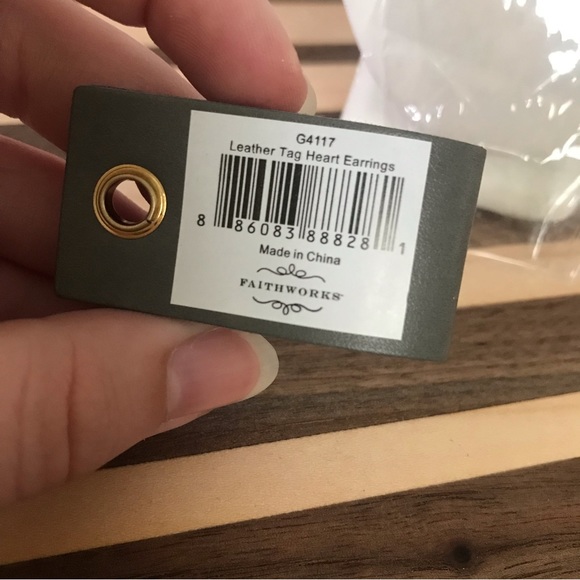 G4117
Leather Tag Heart Earrings
8 86083 88828 1
Made in China
FAITHWORKS